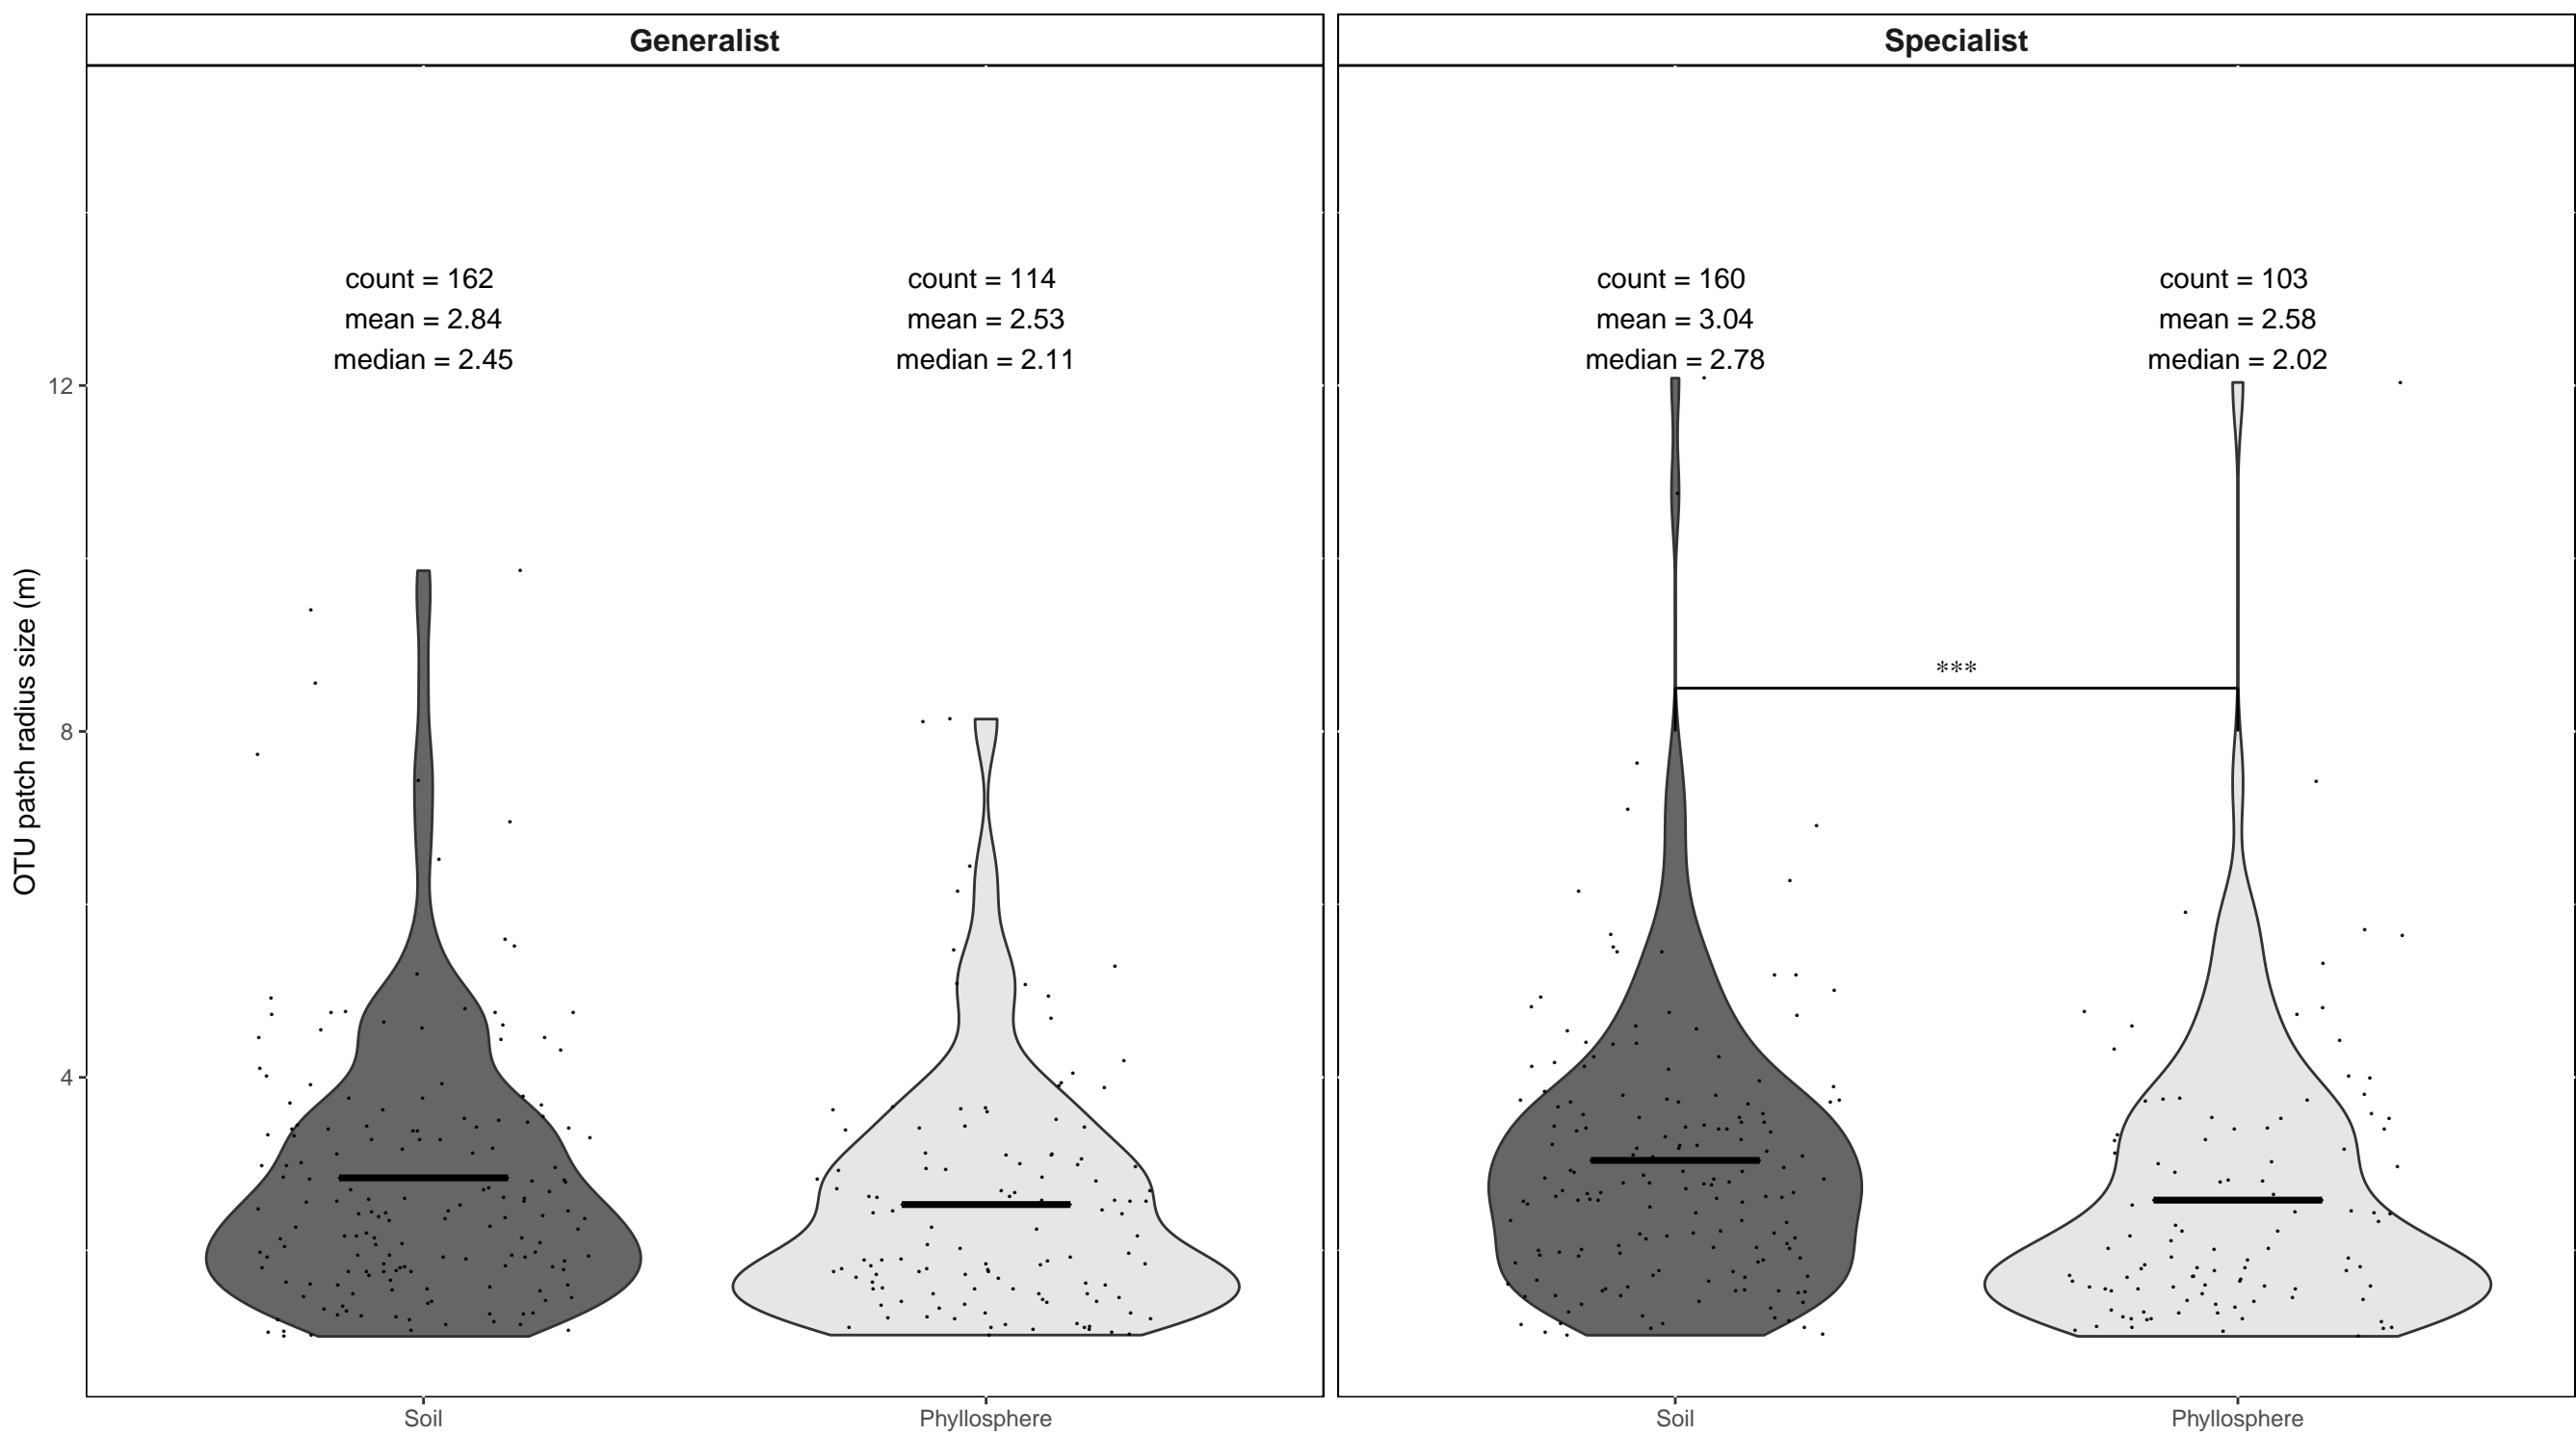 Generalist
Specialist
count = 162
mean = 2.84
median = 2.45
count = 114
mean = 2.53
median = 2.11
count = 160
mean = 3.04
median = 2.78
count = 103
mean = 2.58
median = 2.02
***
OTU patch radius size (m)
12
8
4
Soil
Phyllosphere
Soil
Phyllosphere